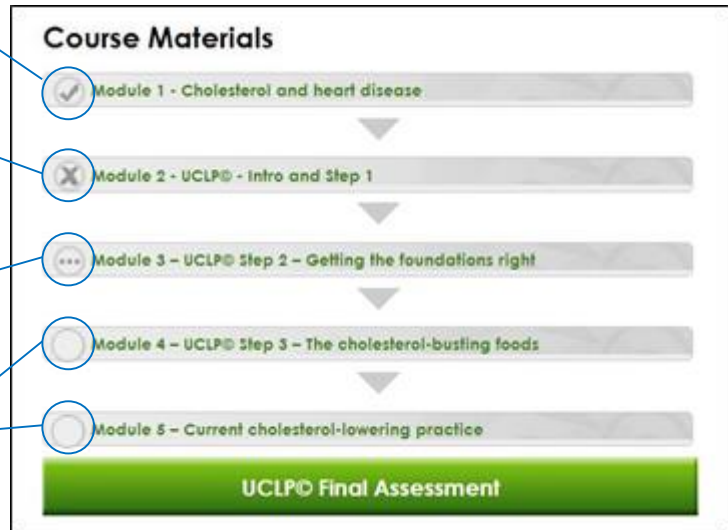 Course Materials
Module 1 - Cholesterol and heart disease
Module 2 - UCLP© - Intro and Step 1
Module 3 – UCLP© Step 2 – Getting the foundations right
Module 4 – UCLP© Step 3 – The cholesterol-busting foods
Module 5 – Current cholesterol-lowering practice
UCLP© Final Assessment